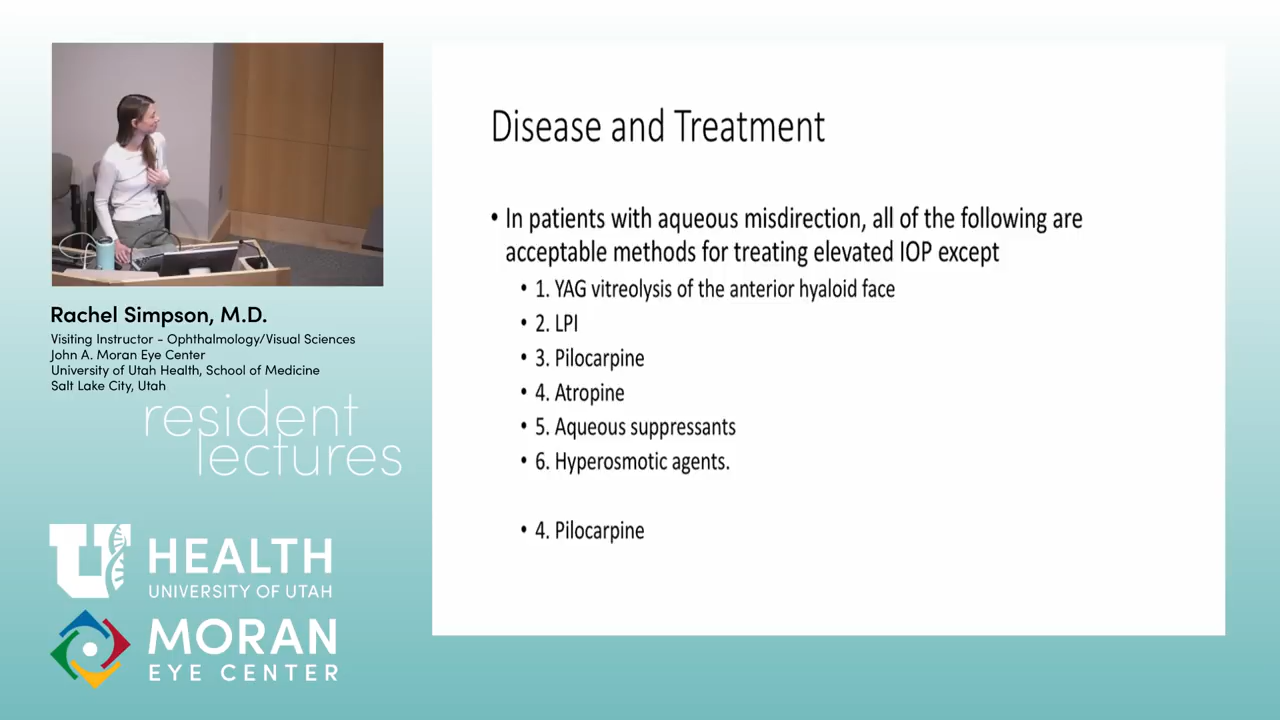 Rachel Simpson, M.D.
Visiting Instructor - Ophthalmology/Visual Sciences
John A. Moran Eye Center
University of Utah Health, School of Medicine
Salt Lake City, Utah
resident
lectures
U HEALTH
UNIVERSITY OF UTAH
MORAN
EYE CENTER
Disease and Treatment
• In patients with aqueous misdirection, all of the following are
acceptable methods for treating elevated IOP except
• 1. YAG vitreolysis of the anterior hyaloid face
• 2. LPI
• 3. Pilocarpine
• 4. Atropine
• 5. Aqueous suppressants
• 6. Hyperosmotic agents.
• 4. Pilocarpine